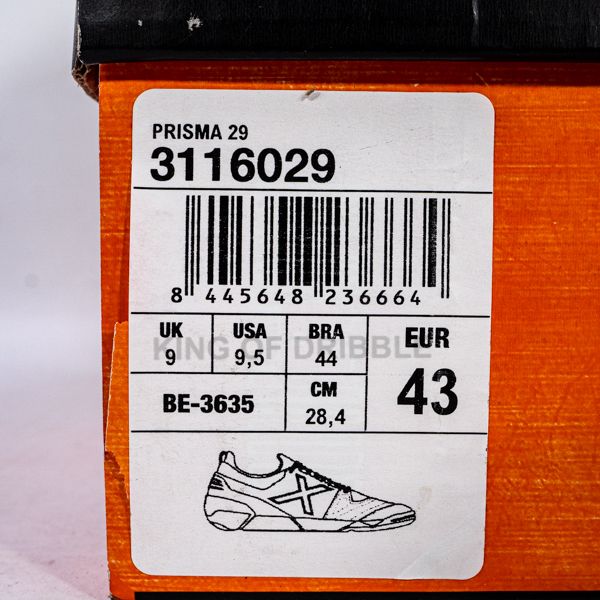 PRISMA 29
3116029
8 445648 236664
UK USA BRA EUR
9 9,5 44 43
KING OF DRIBBLE
BE-3635 CM
28,4